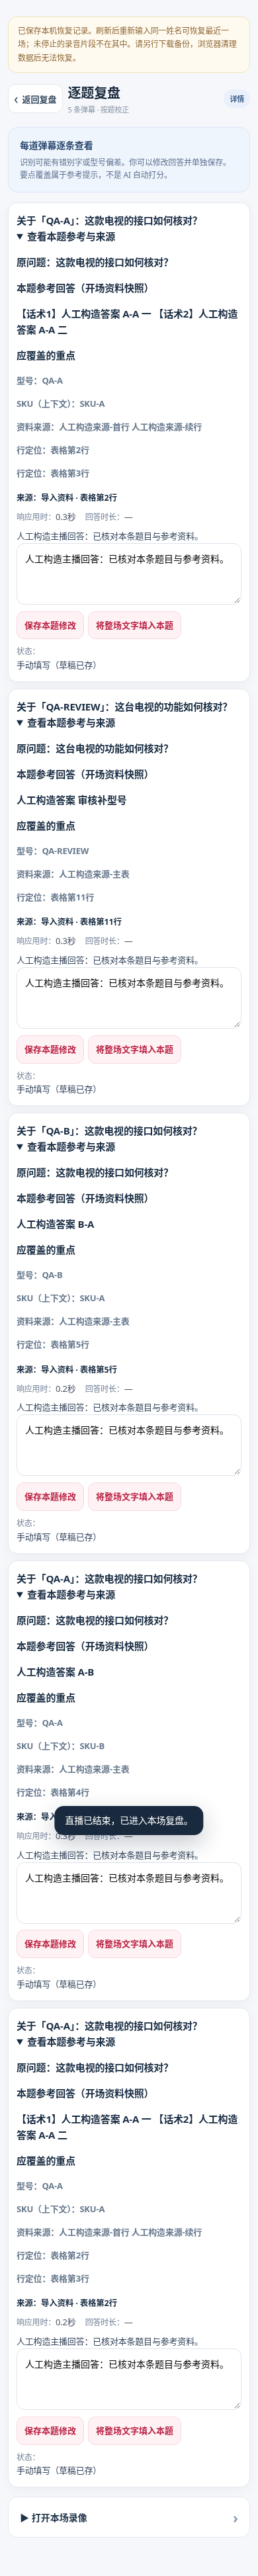 已保存本机恢复记录。刷新后重新输入同一姓名可恢复最近一
场；未停止的录音片段不在其中。请另行下载备份，浏览器清理
数据后无法恢复。
‹ 返回复盘
逐题复盘
5 条弹幕 · 按题校正
详情
每道弹幕逐条查看
识别可能有错别字或型号偏差。你可以修改回答并单独保存。
要点覆盖属于参考提示，不是 AI 自动打分。
关于「QA-A」：这款电视的接口如何核对？
▼ 查看本题参考与来源
原问题：这款电视的接口如何核对？
本题参考回答（开场资料快照）
【话术1】人工构造答案 A-A 一 【话术2】人工构造
答案 A-A 二
应覆盖的重点
型号：QA-A
SKU（上下文）：SKU-A
资料来源：人工构造来源-首行 人工构造来源-续行
行定位：表格第2行
行定位：表格第3行
来源：导入资料 · 表格第2行
响应用时：0.3秒 回答时长：—
人工构造主播回答：已核对本条题目与参考资料。
人工构造主播回答：已核对本条题目与参考资料。
保存本题修改 将整场文字填入本题
状态：
手动填写（草稿已存）
关于「QA-REVIEW」：这台电视的功能如何核对？
▼ 查看本题参考与来源
原问题：这台电视的功能如何核对？
本题参考回答（开场资料快照）
人工构造答案 审核补型号
应覆盖的重点
型号：QA-REVIEW
资料来源：人工构造来源-主表
行定位：表格第11行
来源：导入资料 · 表格第11行
响应用时：0.3秒 回答时长：—
人工构造主播回答：已核对本条题目与参考资料。
人工构造主播回答：已核对本条题目与参考资料。
保存本题修改 将整场文字填入本题
状态：
手动填写（草稿已存）
关于「QA-B」：这款电视的接口如何核对？
▼ 查看本题参考与来源
原问题：这款电视的接口如何核对？
本题参考回答（开场资料快照）
人工构造答案 B-A
应覆盖的重点
型号：QA-B
SKU（上下文）：SKU-A
资料来源：人工构造来源-主表
行定位：表格第5行
来源：导入资料 · 表格第5行
响应用时：0.2秒 回答时长：—
人工构造主播回答：已核对本条题目与参考资料。
人工构造主播回答：已核对本条题目与参考资料。
保存本题修改 将整场文字填入本题
状态：
手动填写（草稿已存）
关于「QA-A」：这款电视的接口如何核对？
▼ 查看本题参考与来源
原问题：这款电视的接口如何核对？
本题参考回答（开场资料快照）
人工构造答案 A-B
应覆盖的重点
型号：QA-A
SKU（上下文）：SKU-B
资料来源：人工构造来源-主表
行定位：表格第4行
来源：导
直播已结束，已进入本场复盘。
响应用时：0.3秒 回答时长：—
人工构造主播回答：已核对本条题目与参考资料。
人工构造主播回答：已核对本条题目与参考资料。
保存本题修改 将整场文字填入本题
状态：
手动填写（草稿已存）
关于「QA-A」：这款电视的接口如何核对？
▼ 查看本题参考与来源
原问题：这款电视的接口如何核对？
本题参考回答（开场资料快照）
【话术1】人工构造答案 A-A 一 【话术2】人工构造
答案 A-A 二
应覆盖的重点
型号：QA-A
SKU（上下文）：SKU-A
资料来源：人工构造来源-首行 人工构造来源-续行
行定位：表格第2行
行定位：表格第3行
来源：导入资料 · 表格第2行
响应用时：0.2秒 回答时长：—
人工构造主播回答：已核对本条题目与参考资料。
人工构造主播回答：已核对本条题目与参考资料。
保存本题修改 将整场文字填入本题
状态：
手动填写（草稿已存）
▶ 打开本场录像 ›